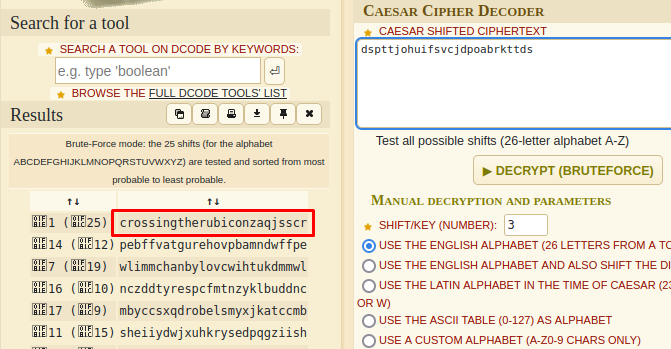 Search for a tool
★ SEARCH A TOOL ON DCODE BY KEYWORDS:
e.g. type 'boolean'
★ BROWSE THE FULL DCODE TOOLS' LIST
Results
Brute-Force mode: the 25 shifts (for the alphabet
ABCDEFGHIJKLMNOPQRSTUVWXYZ) are tested and sorted from most
probable to least probable.
↑↓ ↑↓
1 (25) crossingtherubiconzaqjsscr
14 (12) pebffvatgurehovpbamndwffpe
7 (19) wlimmchanbylovcwihtukdmmwl
16 (10) nczddtyrespcfmtnzyklbuddnc
17 (9) mbyccsxqdrobelsmyxjkatccmb
11 (15) sheiiydwjxuhkrysedpqgziish
CAESAR CIPHER DECODER
★ CAESAR SHIFTED CIPHERTEXT
dspttjohuifsvcjdpoabrkttds
Test all possible shifts (26-letter alphabet A-Z)
▶ DECRYPT (BRUTEFORCE)
MANUAL DECRYPTION AND PARAMETERS
★ SHIFT/KEY (NUMBER): 3
USE THE ENGLISH ALPHABET (26 LETTERS FROM A TO
USE THE ENGLISH ALPHABET AND ALSO SHIFT THE DI
USE THE LATIN ALPHABET IN THE TIME OF CAESAR (23
OR W)
USE THE ASCII TABLE (0-127) AS ALPHABET
USE A CUSTOM ALPHABET (A-Z0-9 CHARS ONLY)